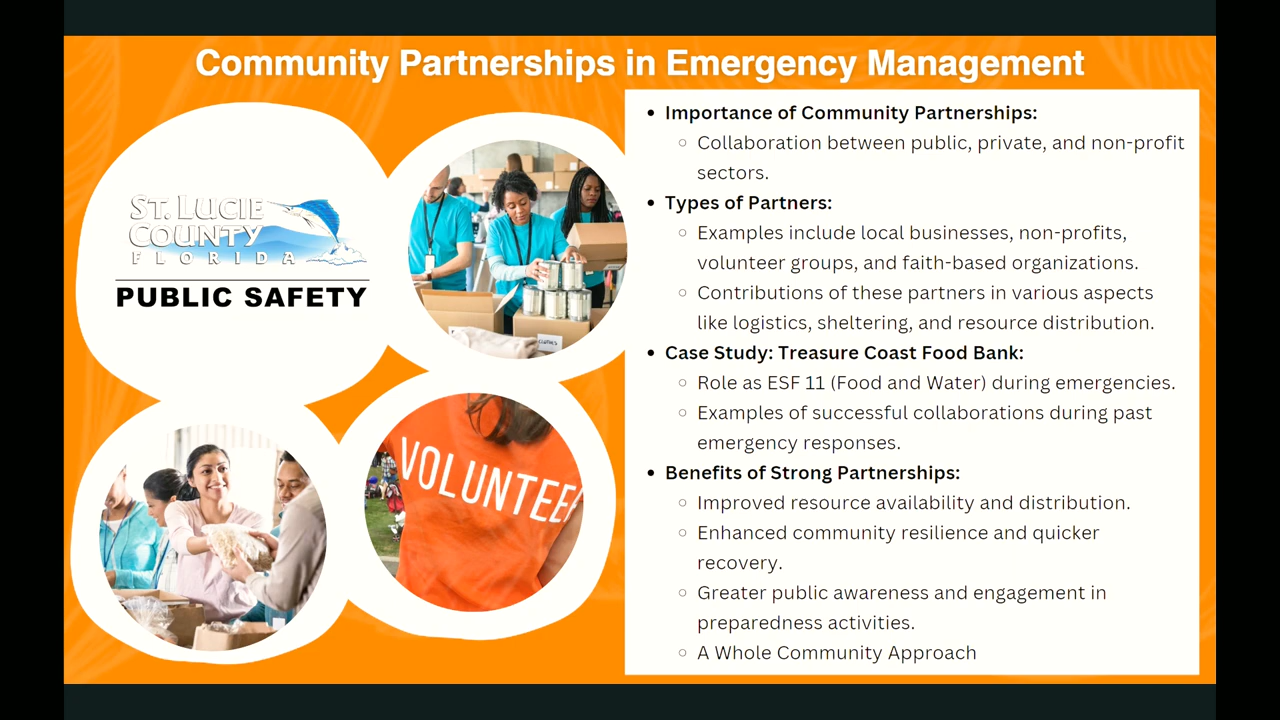 Community Partnerships in Emergency Management
ST. LUCIE
COUNTY
FLORIDA
PUBLIC SAFETY
VOLUNTEE
• Importance of Community Partnerships:
○ Collaboration between public, private, and non-profit
sectors.
• Types of Partners:
○ Examples include local businesses, non-profits,
volunteer groups, and faith-based organizations.
○ Contributions of these partners in various aspects
like logistics, sheltering, and resource distribution.
• Case Study: Treasure Coast Food Bank:
○ Role as ESF 11 (Food and Water) during emergencies.
○ Examples of successful collaborations during past
emergency responses.
• Benefits of Strong Partnerships:
○ Improved resource availability and distribution.
○ Enhanced community resilience and quicker
recovery.
○ Greater public awareness and engagement in
preparedness activities.
○ A Whole Community Approach